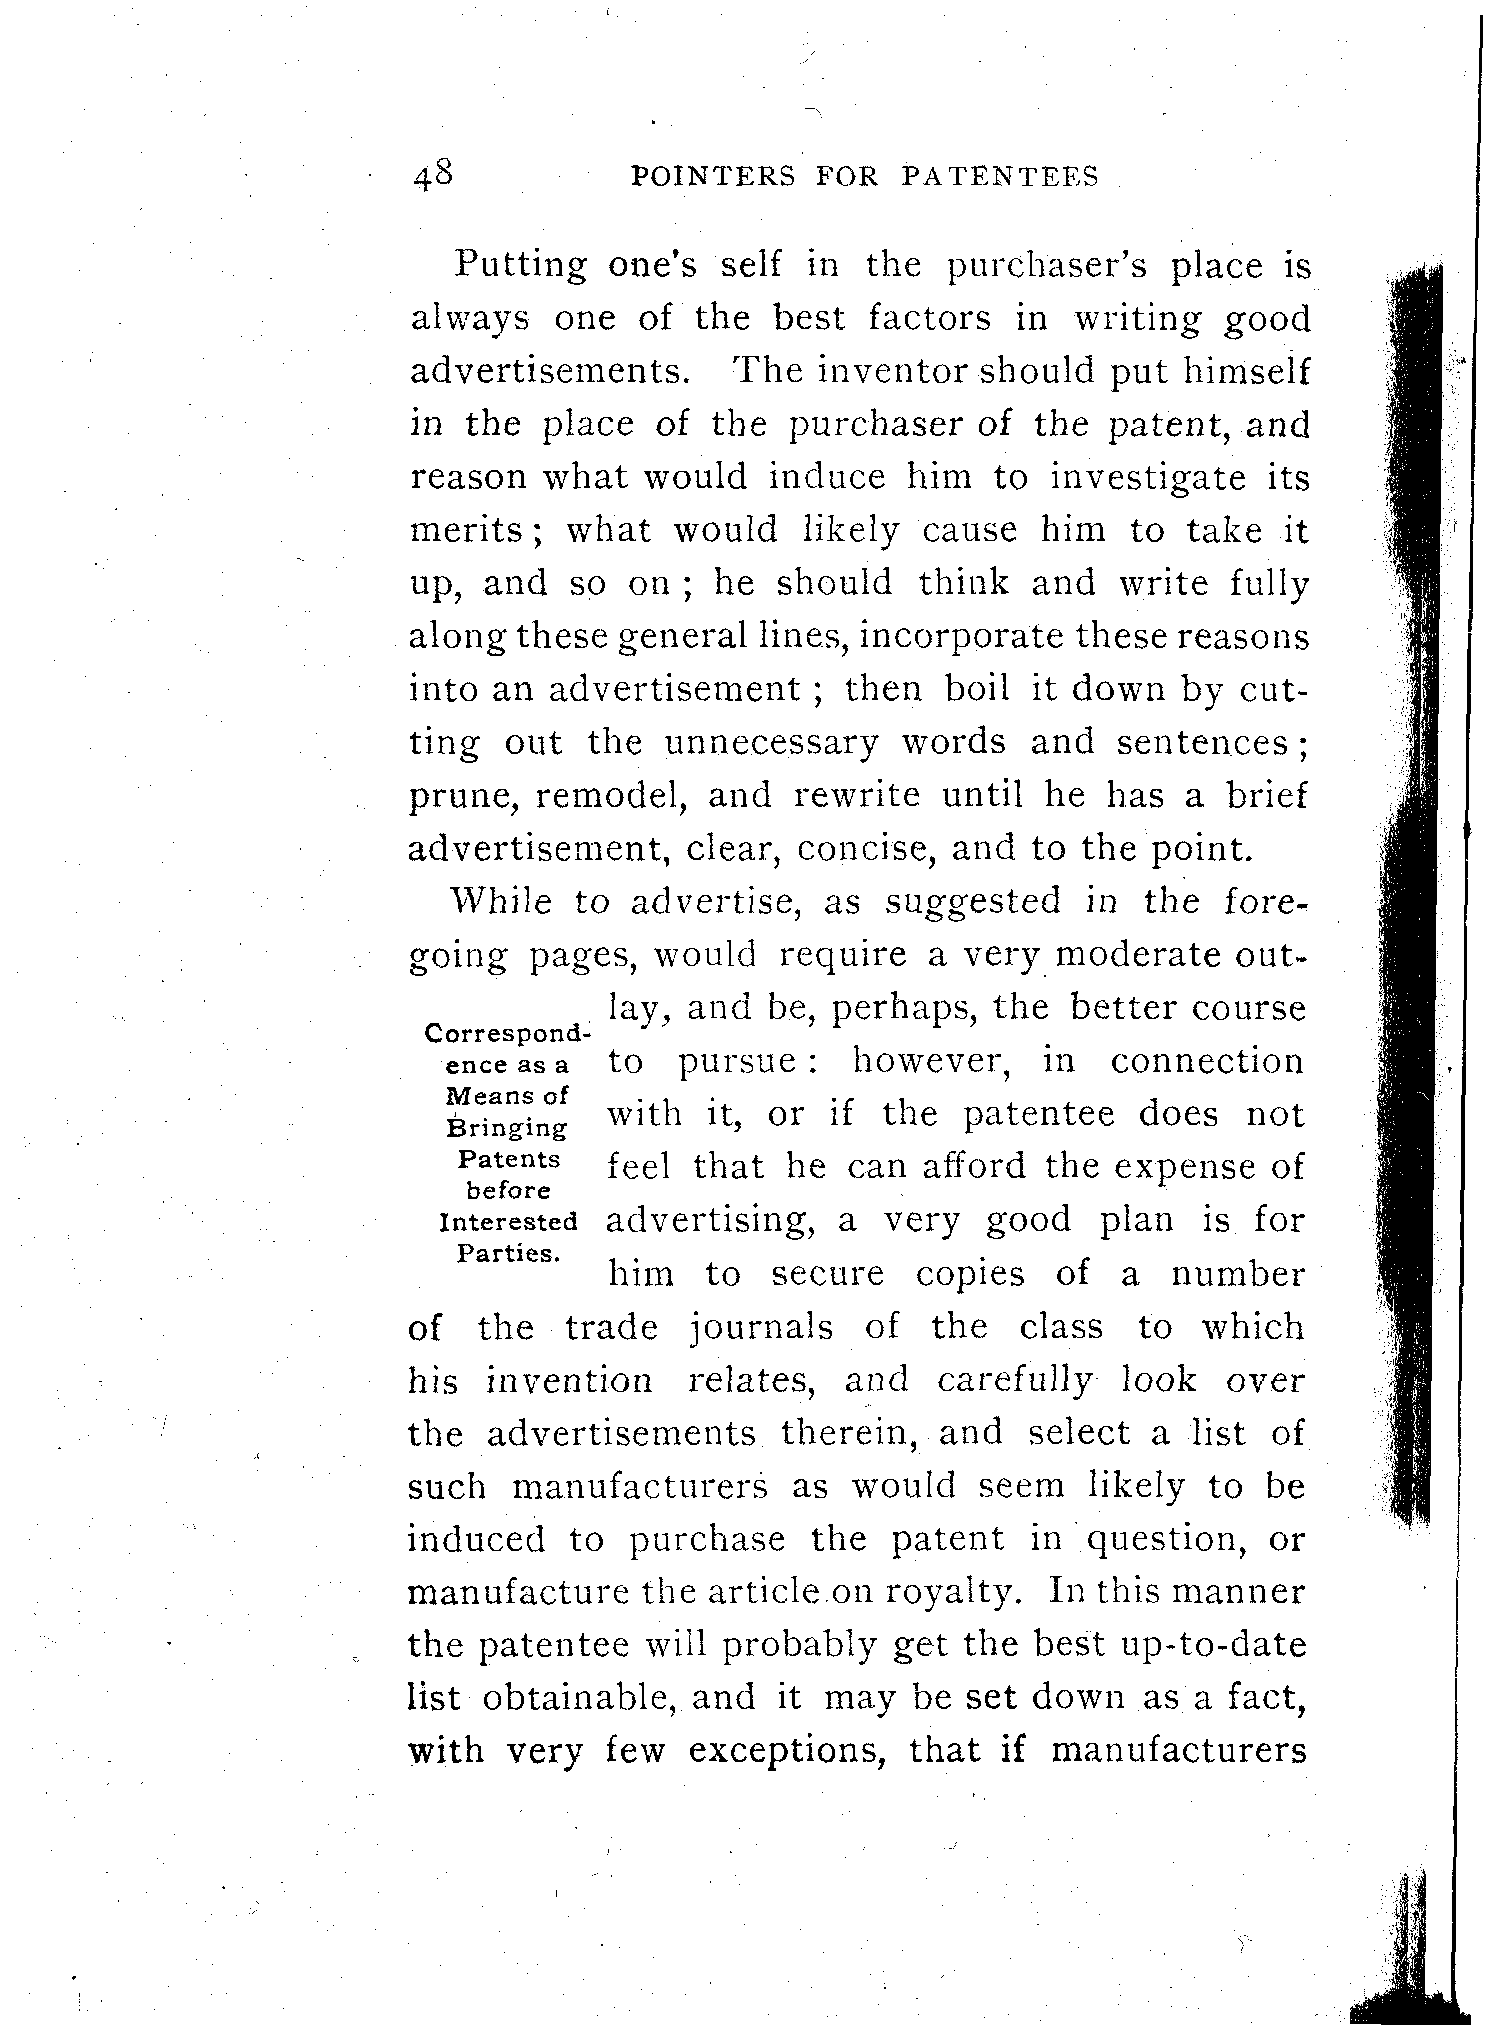 48 POINTERS FOR PATENTEES
Putting one's self in the purchaser's place is
always one of the best factors in writing good
advertisements. The inventor should put himself
in the place of the purchaser of the patent, and
reason what would induce him to investigate its
merits ; what would likely cause him to take it
up, and so on ; he should think and write fully
along these general lines, incorporate these reasons
into an advertisement ; then boil it down by cut-
ting out the unnecessary words and sentences ;
prune, remodel, and rewrite until he has a brief
advertisement, clear, concise, and to the point.
While to advertise, as suggested in the fore-
going pages, would require a very moderate out-
Correspond-
ence as a
Means of
Bringing
Patents
before
Interested
Parties.
lay, and be, perhaps, the better course
to pursue : however, in connection
with it, or if the patentee does not
feel that he can afford the expense of
advertising, a very good plan is for
him to secure copies of a number
of the trade journals of the class to which
his invention relates, and carefully look over
the advertisements therein, and select a list of
such manufacturers as would seem likely to be
induced to purchase the patent in question, or
manufacture the article on royalty. In this manner
the patentee will probably get the best up-to-date
list obtainable, and it may be set down as a fact,
with very few exceptions, that if manufacturers